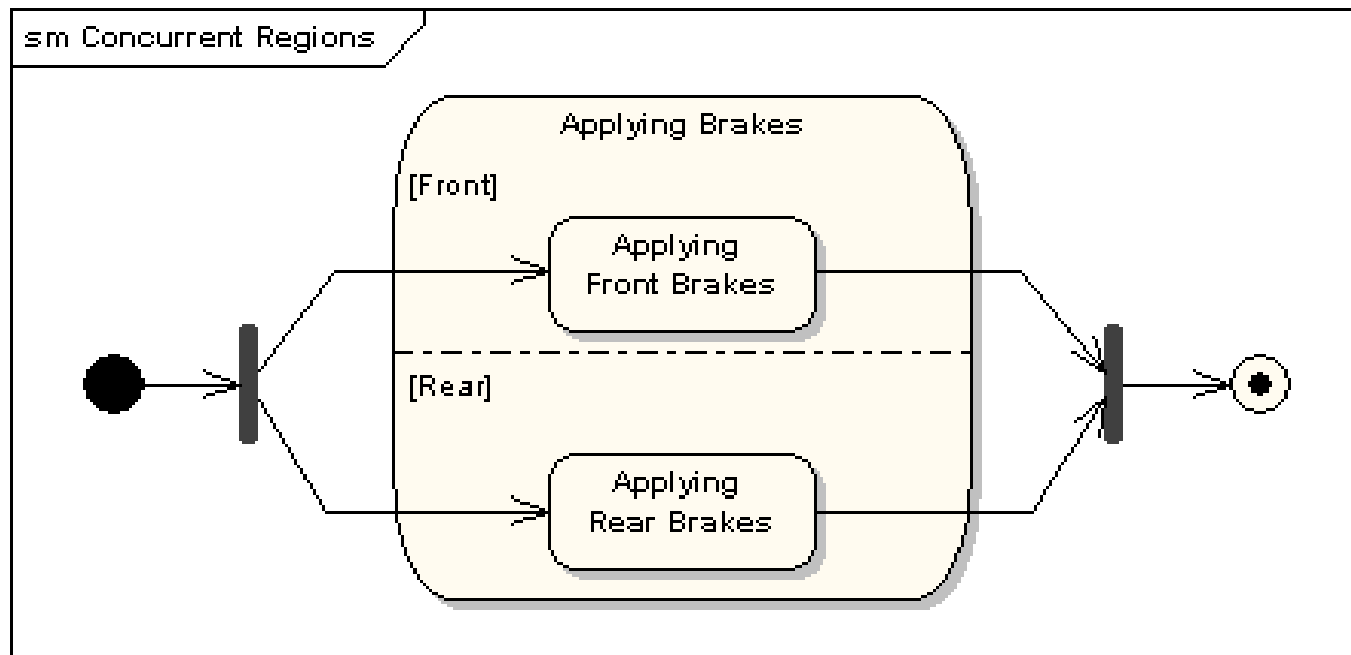 sm Concurrent Regions
Applying Brakes
[Front]
Applying
Front Brakes
[Rear]
Applying
Rear Brakes